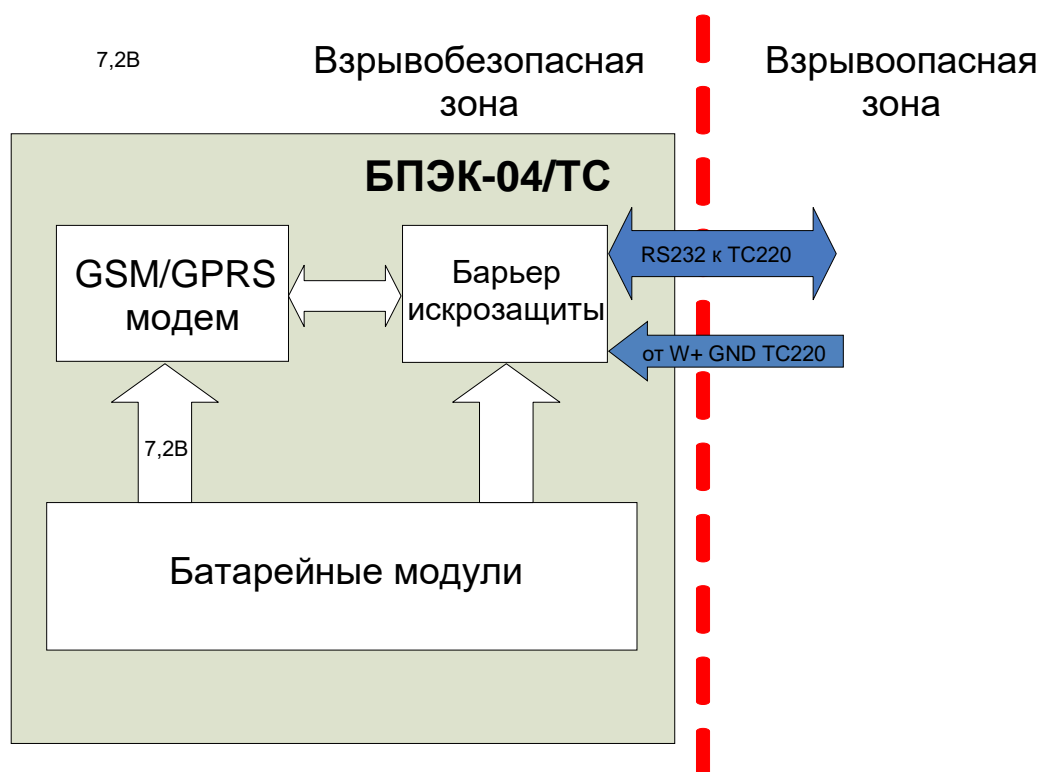 7,2В
Взрывобезопасная
зона
Взрывоопасная
зона
БПЭК-04/ТС
GSM/GPRS
модем
Барьер
искрозащиты
RS232 к ТС220
от W+ GND ТС220
7,2В
Батарейные модули